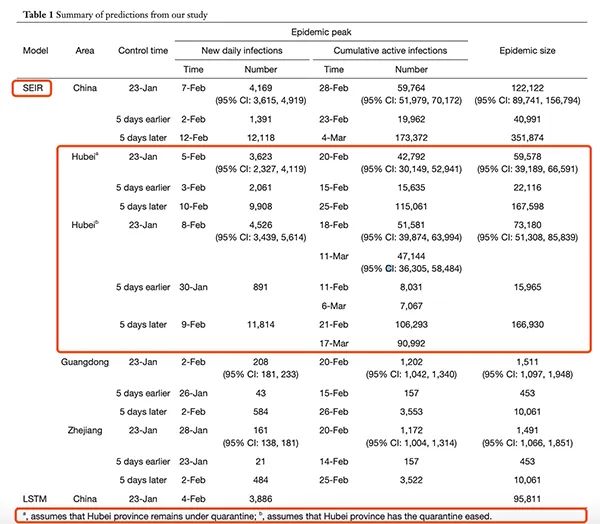 Table 1 Summary of predictions from our study
Epidemic peak
Model Area Control time New daily infections Cumulative active infections Epidemic size
Time Number Time Number
SEIR China 23-Jan 7-Feb 4,169 28-Feb 59,764 122,122
(95% CI: 3,615, 4,919) (95% CI: 51,979, 70,172) (89,741, 156,794)
5 days earlier 2-Feb 1,391 23-Feb 19,962 40,991
5 days later 12-Feb 12,118 4-Mar 173,372 351,874
Hubeiª 23-Jan 5-Feb 3,623 20-Feb 42,792 59,578
(95% CI: 2,327, 4,119) (95% CI: 30,149, 52,941) (95% CI: 39,189, 66,591)
5 days earlier 3-Feb 2,061 15-Feb 15,635 22,116
5 days later 10-Feb 9,908 25-Feb 115,061 167,598
Hubeiᵇ 23-Jan 8-Feb 4,526 18-Feb 51,581 73,180
(95% CI: 3,439, 5,614) (95% CI: 39,874, 63,994) (95% CI: 51,308, 85,839)
11-Mar 47,144
(95% CI: 36,305, 58,484)
5 days earlier 30-Jan 891 11-Feb 8,031 15,965
6-Mar 7,067
5 days later 9-Feb 11,814 21-Feb 106,293 166,930
17-Mar 90,992
Guangdong 23-Jan 2-Feb 208 20-Feb 1,202 1,511
(95% CI: 181, 233) (95% CI: 1,042, 1,340) (95% CI: 1,097, 1,948)
5 days earlier 26-Jan 43 15-Feb 157 453
5 days later 2-Feb 584 26-Feb 3,553 10,061
Zhejiang 23-Jan 28-Jan 161 20-Feb 1,172 1,491
(95% CI: 138, 181) (95% CI: 1,004, 1,314) (95% CI: 1,066, 1,851)
5 days earlier 23-Jan 21 14-Feb 157 453
5 days later 2-Feb 484 25-Feb 3,522 10,061
LSTM China 23-Jan 4-Feb 3,886 95,811
ª, assumes that Hubei province remains under quarantine; ᵇ, assumes that Hubei province has the quarantine eased.